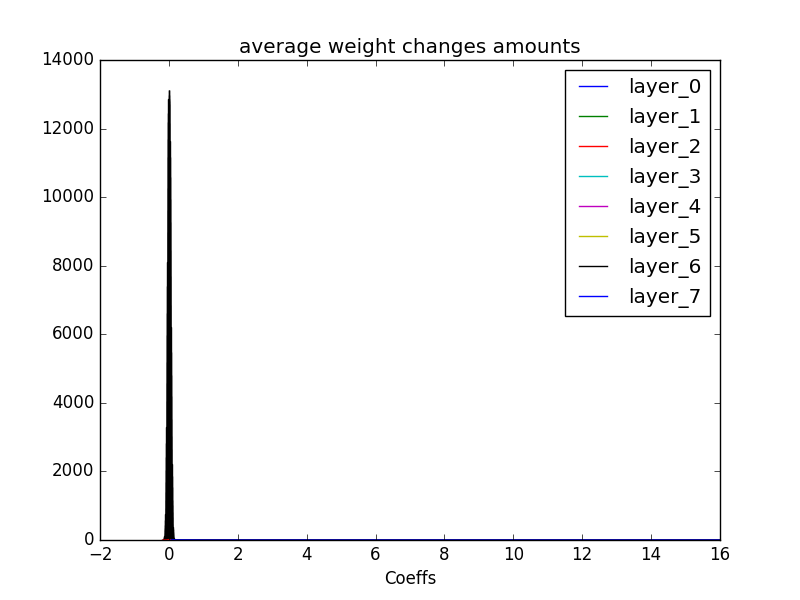 average weight changes amounts
14000
12000
10000
8000
6000
4000
2000
0
−2 0 2 4 6 8 10 12 14 16
Coeffs
layer_0
layer_1
layer_2
layer_3
layer_4
layer_5
layer_6
layer_7